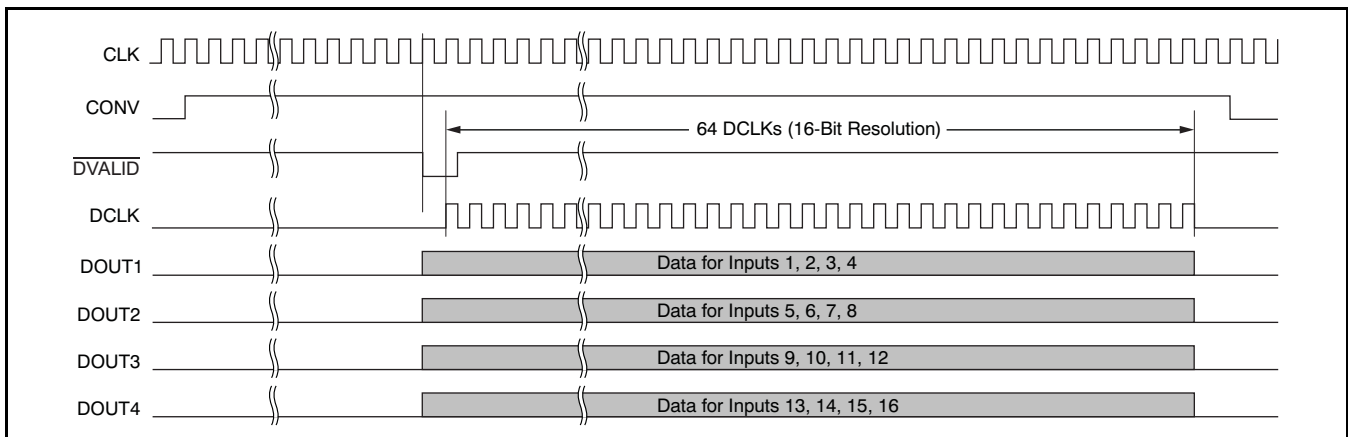 CLK
CONV
64 DCLKs (16-Bit Resolution)
DVALID
DCLK
DOUT1
Data for Inputs 1, 2, 3, 4
DOUT2
Data for Inputs 5, 6, 7, 8
DOUT3
Data for Inputs 9, 10, 11, 12
DOUT4
Data for Inputs 13, 14, 15, 16